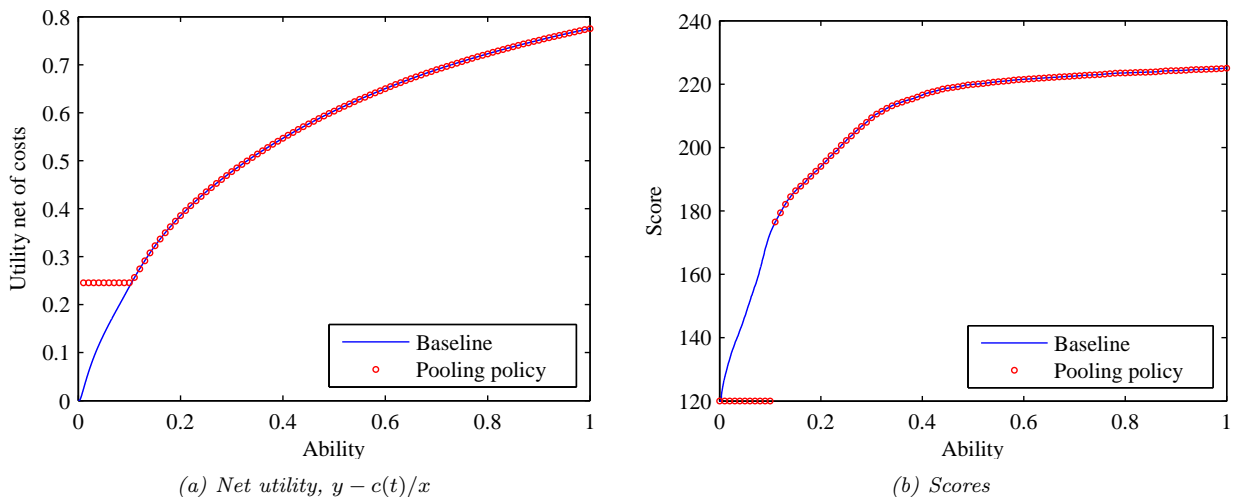 0.8
0.7
0.6
0.5
0.4
0.3
0.2
0.1
0
Utility net of costs
Baseline
Pooling policy
0
0.2
0.4
0.6
0.8
1
Ability
(a) Net utility, y − c(t)/x
240
220
200
180
160
140
120
Score
Baseline
Pooling policy
0
0.2
0.4
0.6
0.8
1
Ability
(b) Scores